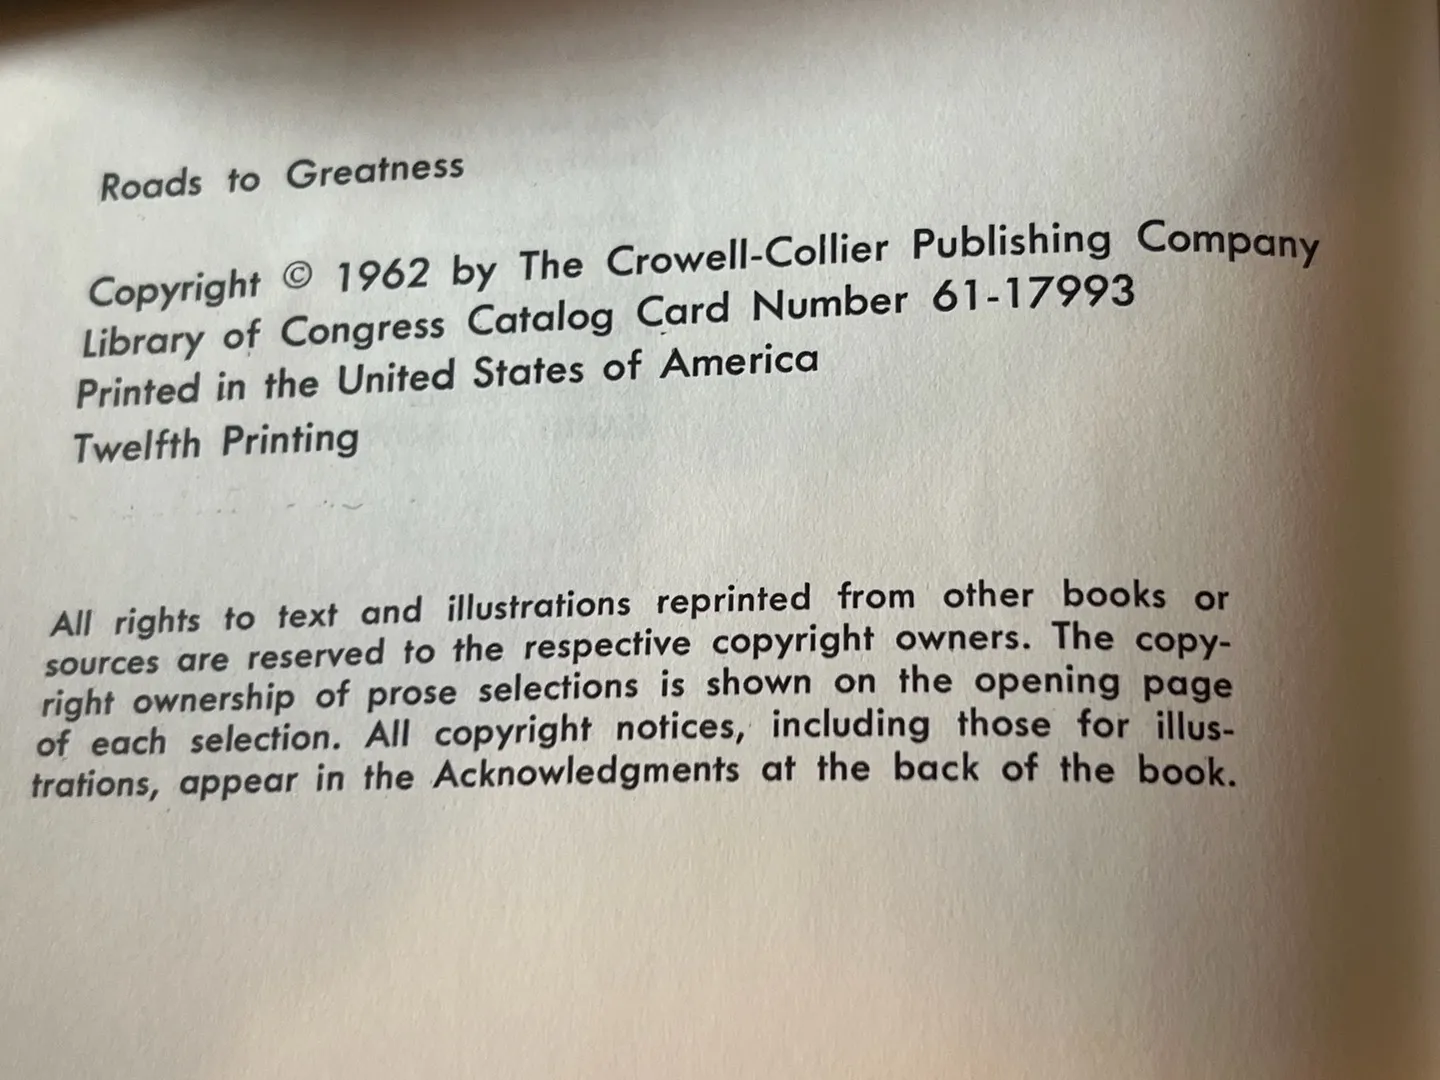 Roads to Greatness
Copyright © 1962 by The Crowell-Collier Publishing Company
Library of Congress Catalog Card Number 61-17993
Printed in the United States of America
Twelfth Printing
All rights to text and illustrations reprinted from other books or
sources are reserved to the respective copyright owners. The copy-
right ownership of prose selections is shown on the opening page
of each selection. All copyright notices, including those for illus-
trations, appear in the Acknowledgments at the back of the book.